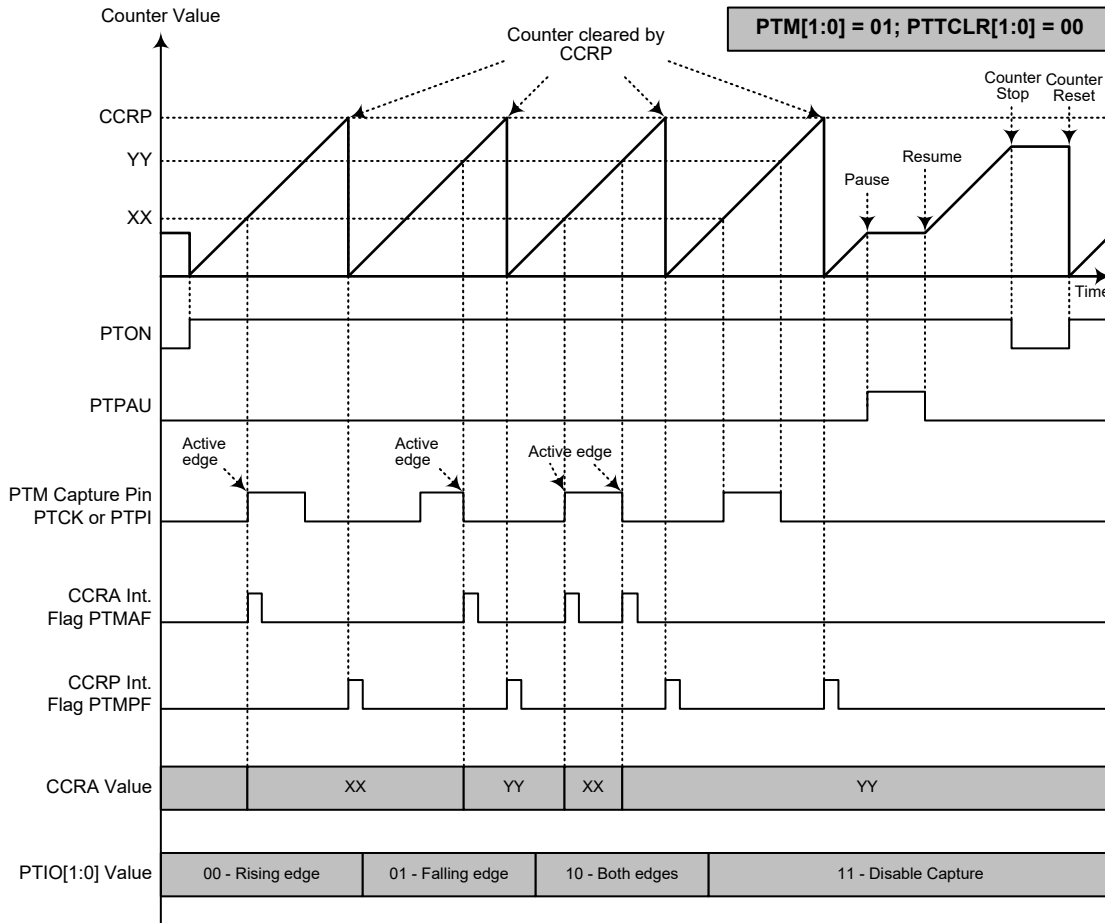 Counter Value
PTM[1:0] = 01; PTTCLR[1:0] = 00
Counter cleared by
CCRP
Counter
Stop
Counter
Reset
CCRP
YY
Resume
Pause
XX
Time
PTON
PTPAU
Active
edge
Active
edge
Active edge
PTM Capture Pin
PTCK or PTPI
CCRA Int.
Flag PTMAF
CCRP Int.
Flag PTMPF
CCRA Value
XX
YY
XX
YY
PTIO[1:0] Value
00 - Rising edge
01 - Falling edge
10 - Both edges
11 - Disable Capture